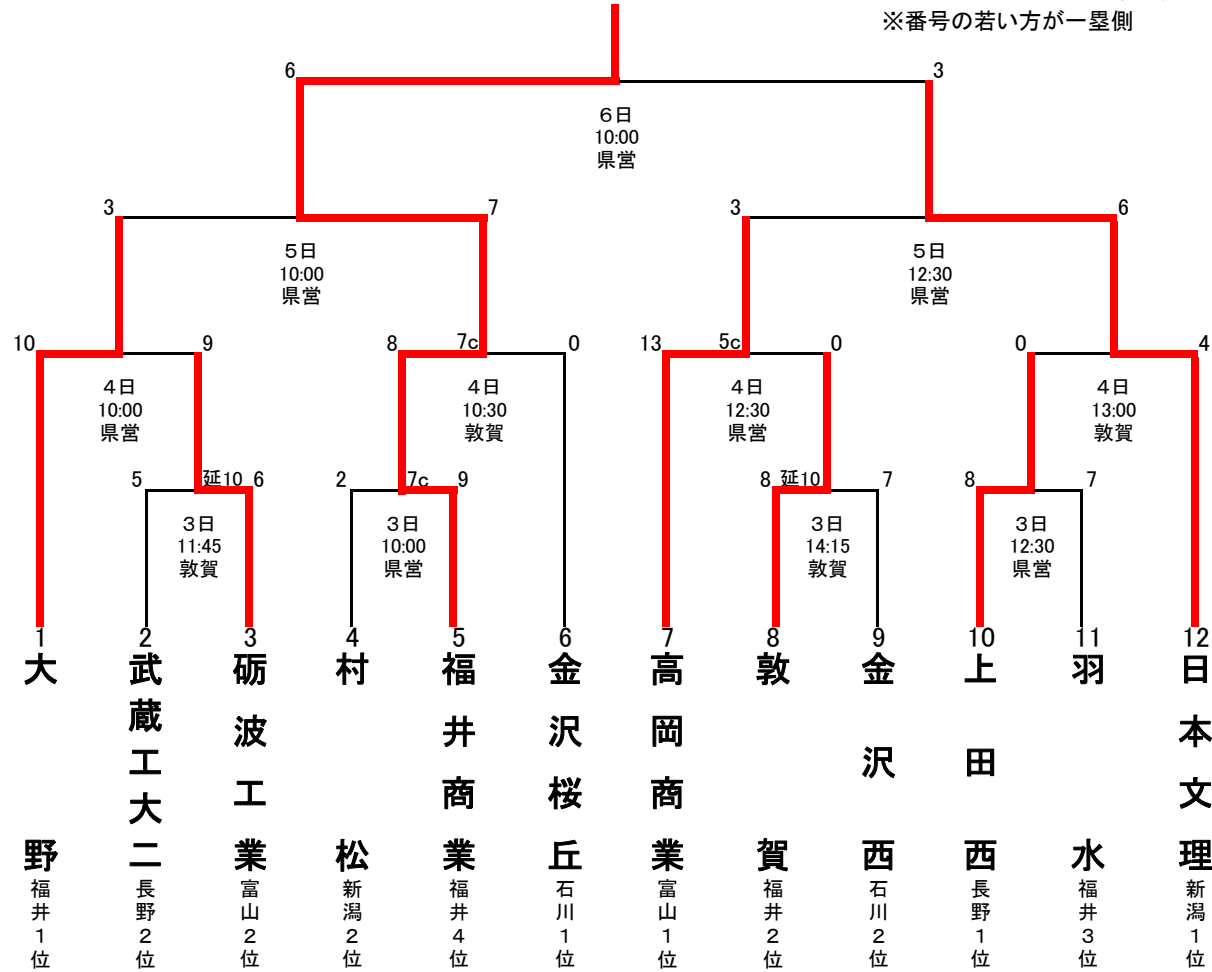 ※番号の若い方が一塁側
6 3
６日
10:00
県営
3 7 3 6
５日
10:00
県営
５日
12:30
県営
10 9 8 7c 0 13 5c 0 0 4
４日
10:00
県営
４日
10:30
敦賀
４日
12:30
県営
４日
13:00
敦賀
5 延10 6 2 7c 9 8 延10 7 8 7
３日
11:45
敦賀
３日
10:00
県営
３日
14:15
敦賀
３日
12:30
県営
1 2 3 4 5 6 7 8 9 10 11 12
大野
武蔵工大二
砺波工業
村松
福井商業
金沢桜丘
高岡商業
敦賀
金沢西
上田西
羽水
日本文理
福井１位
長野２位
富山２位
新潟２位
福井４位
石川１位
富山１位
福井２位
石川２位
長野１位
福井３位
新潟１位